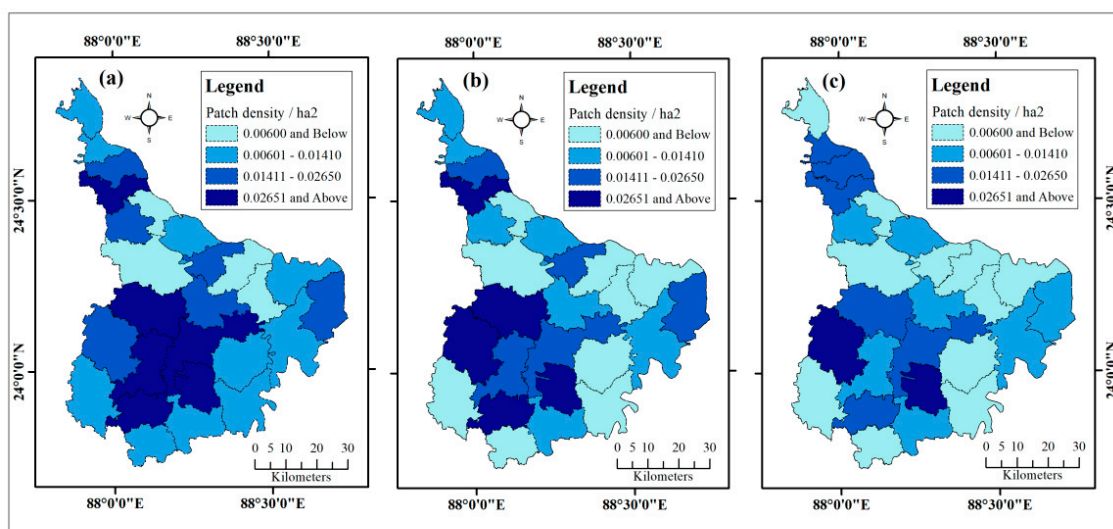 88°0'0"E 88°30'0"E
88°0'0"E 88°30'0"E
88°0'0"E 88°30'0"E
(a)
N
W E
S
Legend
Patch density / ha2
0.00600 and Below
0.00601 - 0.01410
0.01411 - 0.02650
0.02651 and Above
24°30'0"N
24°0'0"N
0 5 10 20 30
Kilometers
88°0'0"E 88°30'0"E
(b)
N
W E
S
Legend
Patch density / ha2
0.00600 and Below
0.00601 - 0.01410
0.01411 - 0.02650
0.02651 and Above
0 5 10 20 30
Kilometers
88°0'0"E 88°30'0"E
(c)
N
W E
S
Legend
Patch density / ha2
0.00600 and Below
0.00601 - 0.01410
0.01411 - 0.02650
0.02651 and Above
24°30'0"N
24°0'0"N
0 5 10 20 30
Kilometers
88°0'0"E 88°30'0"E